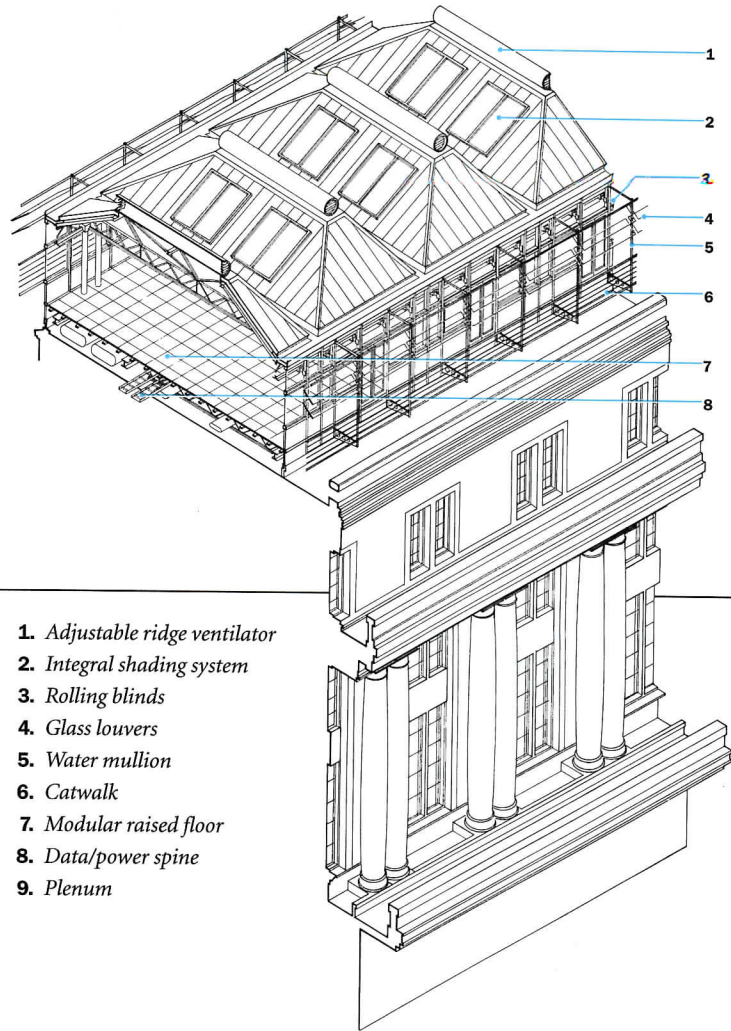 1
2
3
4
5
6
7
8
1. Adjustable ridge ventilator
2. Integral shading system
3. Rolling blinds
4. Glass louvers
5. Water mullion
6. Catwalk
7. Modular raised floor
8. Data/power spine
9. Plenum